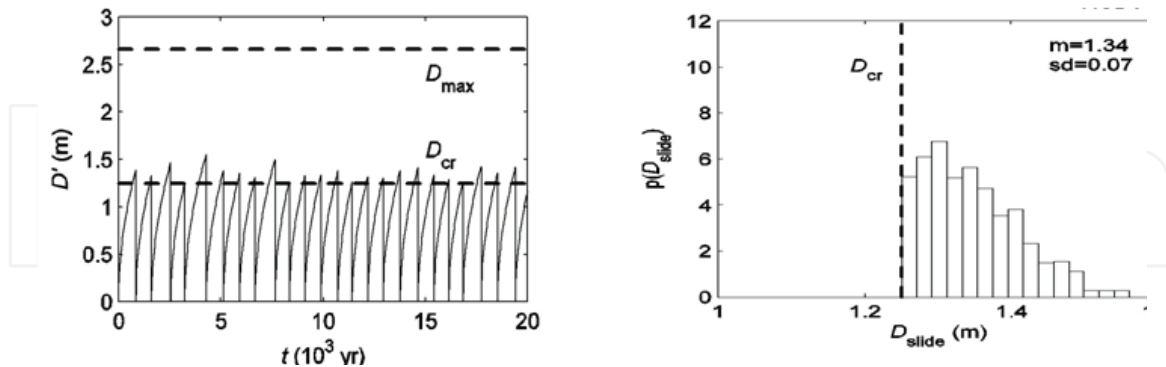 3
2.5
2
1.5
1
0.5
0
D' (m)
D_max
D_cr
0 5 10 15 20
t (10^3 yr)
12
10
8
6
4
2
0
p(D_slide)
D_cr
m=1.34
sd=0.07
1 1.2 1.4
D_slide (m)